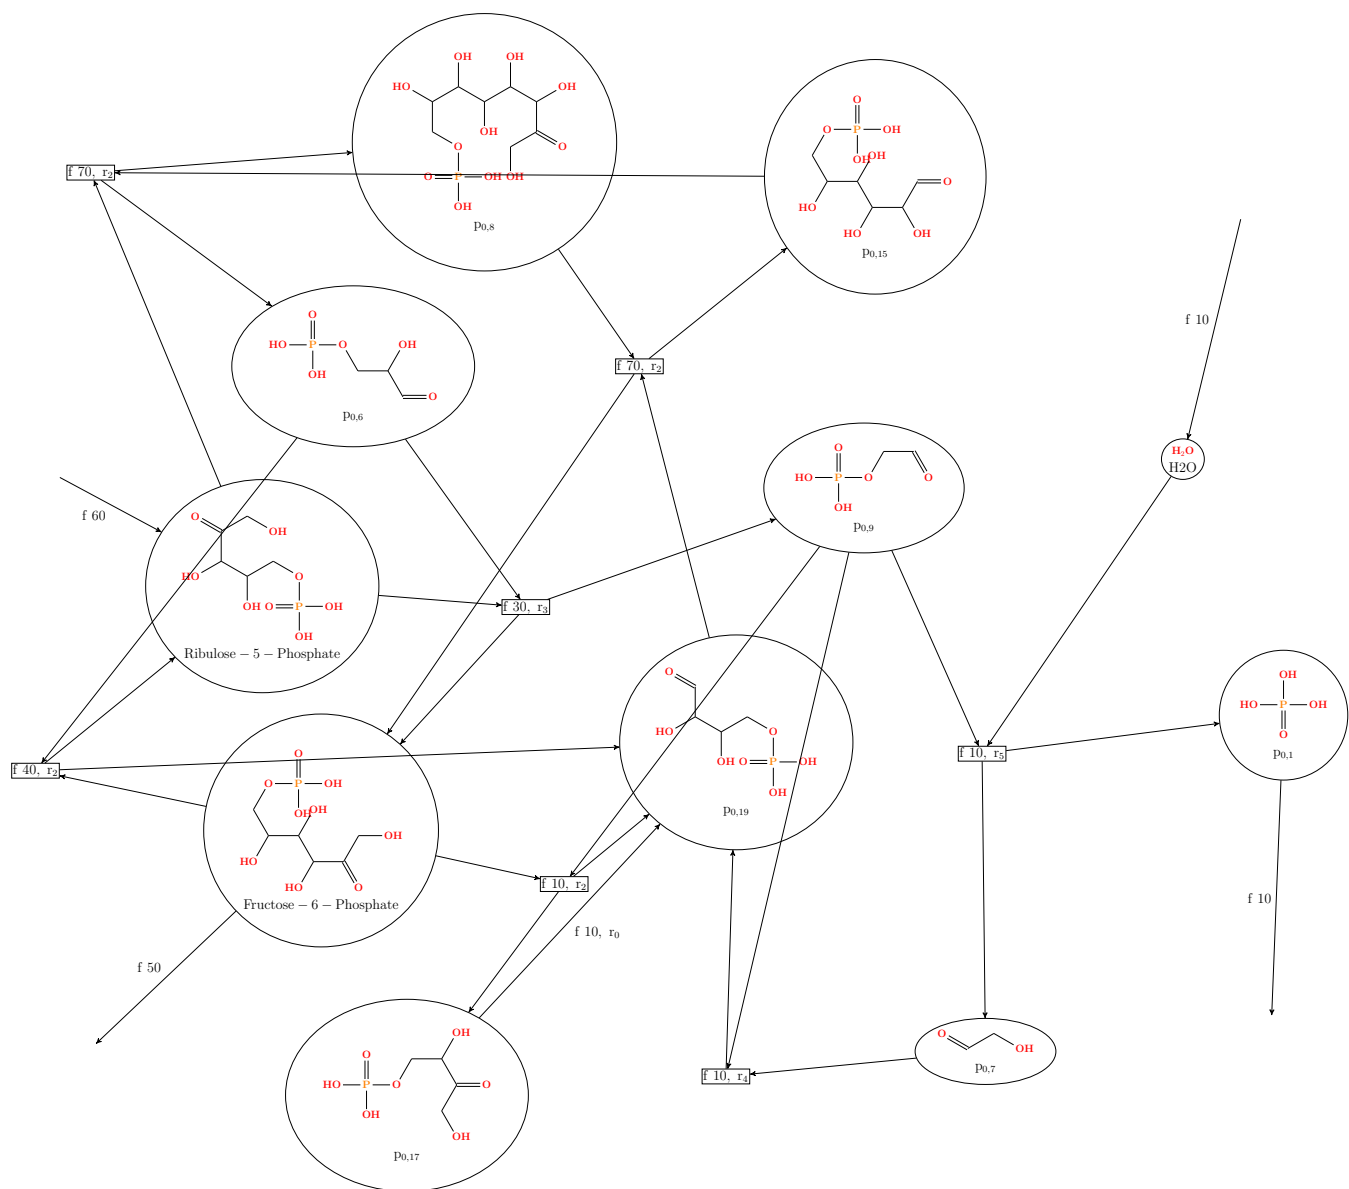 OH OH
HO OH
HO OH O
O
O P OH OH
OH
p0,8
O
O P OH
OH OH
O
HO
HO OH
p0,15
f 70, r2
f 10
O
HO P O OH
OH
O
p0,6
f 70, r2
H2O
H2O
O
HO P O O
OH
p0,9
f 60
O OH
HO O
OH O P OH
OH
Ribulose − 5 − Phosphate
f 30, r3
O
HO O
OH O P OH
OH
p0,19
OH
HO P OH
O
p0,1
f 10, r5
f 40, r2
O
O P OH
OH OH
OH
HO
HO O
Fructose − 6 − Phosphate
f 10, r2
f 10
f 10, r0
f 50
OH
O
HO P O O
OH
OH
p0,17
O OH
p0,7
f 10, r4